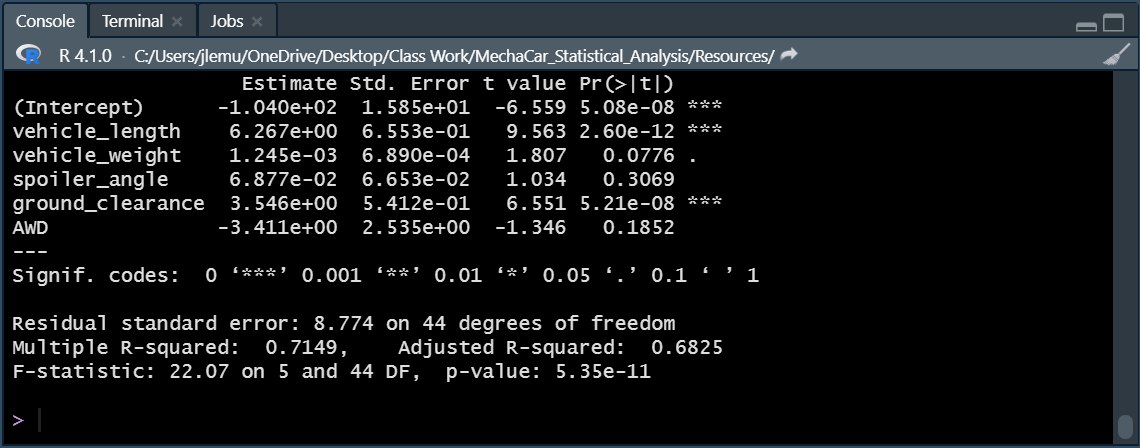 Console Terminal × Jobs ×
R R 4.1.0 · C:/Users/jlemu/OneDrive/Desktop/Class Work/MechaCar_Statistical_Analysis/Resources/
Estimate Std. Error t value Pr(>|t|)
(Intercept) -1.040e+02 1.585e+01 -6.559 5.08e-08 ***
vehicle_length 6.267e+00 6.553e-01 9.563 2.60e-12 ***
vehicle_weight 1.245e-03 6.890e-04 1.807 0.0776 .
spoiler_angle 6.877e-02 6.653e-02 1.034 0.3069
ground_clearance 3.546e+00 5.412e-01 6.551 5.21e-08 ***
AWD -3.411e+00 2.535e+00 -1.346 0.1852
---
Signif. codes: 0 ‘***’ 0.001 ‘**’ 0.01 ‘*’ 0.05 ‘.’ 0.1 ‘ ’ 1
Residual standard error: 8.774 on 44 degrees of freedom
Multiple R-squared: 0.7149, Adjusted R-squared: 0.6825
F-statistic: 22.07 on 5 and 44 DF, p-value: 5.35e-11
>